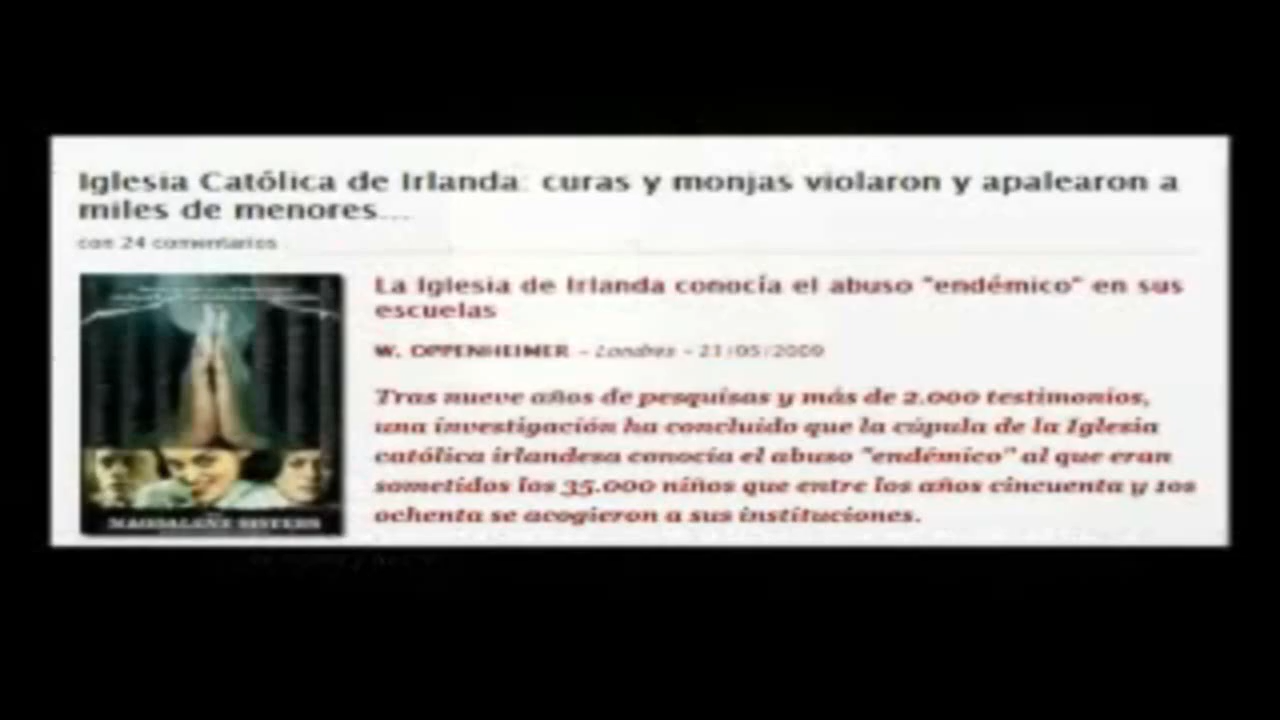 Iglesia Católica de Irlanda: curas y monjas violaron y apalearon a
miles de menores...
con 24 comentarios
La Iglesia de Irlanda conocía el abuso "endémico" en sus
escuelas
W. OPPENHEIMER - Londres - 21/05/2009
Tras nueve años de pesquisas y más de 2.000 testimonios,
una investigación ha concluido que la cúpula de la Iglesia
católica irlandesa conocía el abuso "endémico" al que eran
sometidos los 35.000 niños que entre los años cincuenta y los
ochenta se acogieron a sus instituciones.
MAGDALENE SISTERS